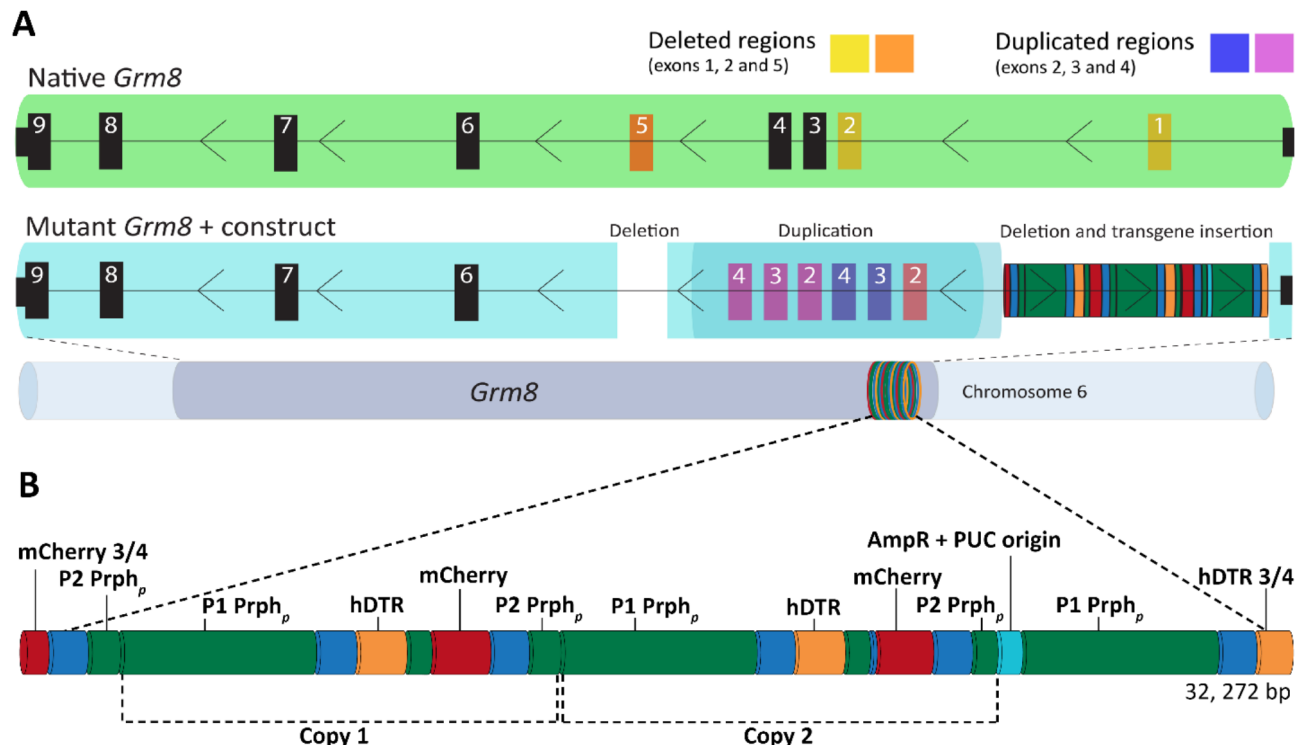 A
Deleted regions
(exons 1, 2 and 5)
Duplicated regions
(exons 2, 3 and 4)
Native Grm8
9 8 7 6 5 4 3 2 1
Mutant Grm8 + construct
Deletion
Duplication
Deletion and transgene insertion
9 8 7 6 4 3 2 4 3 2
Grm8
Chromosome 6
B
mCherry 3/4
P2 Prphp
P1 Prphp
hDTR
mCherry
P2 Prphp
P1 Prphp
hDTR
mCherry
AmpR + PUC origin
P2 Prphp
P1 Prphp
hDTR 3/4
32, 272 bp
Copy 1
Copy 2